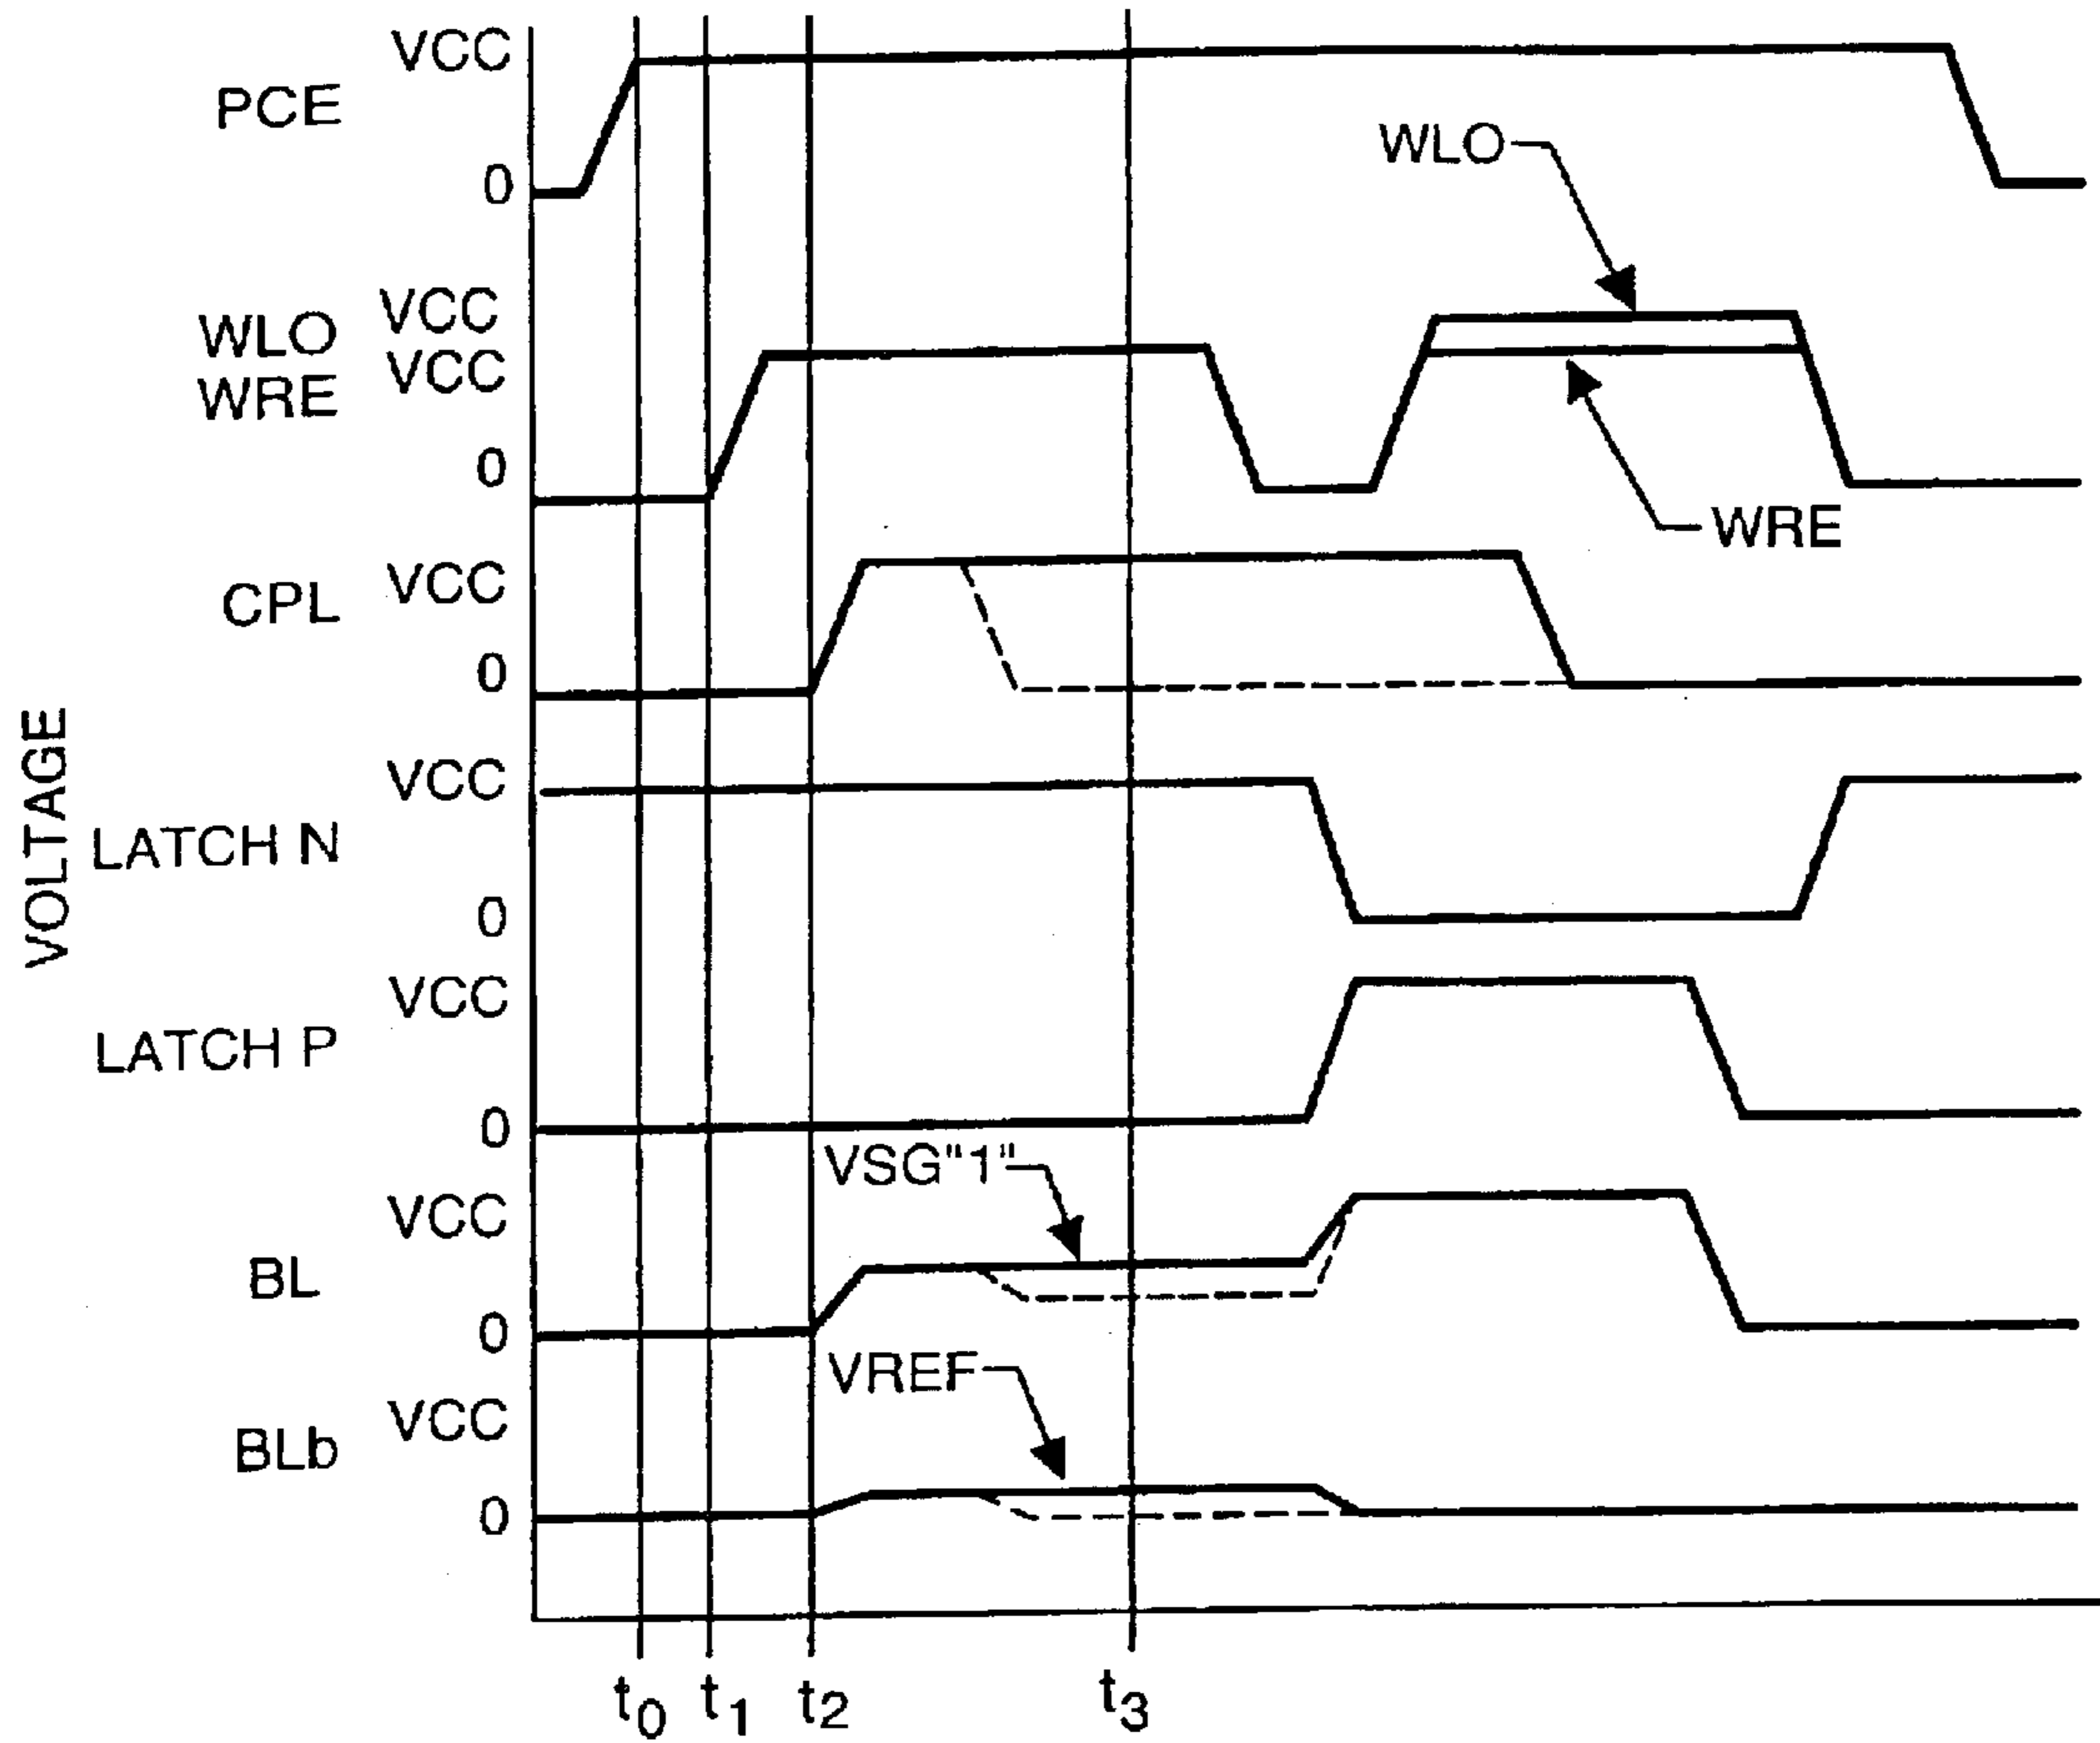 VCC
PCE
0
WLO
VCC
WLO
VCC
WRE
0
WRE
VCC
CPL
0
VOLTAGE
VCC
LATCH N
0
VCC
LATCH P
0
VSG"1"
VCC
BL
0
VREF
VCC
BLb
0
t0 t1 t2 t3